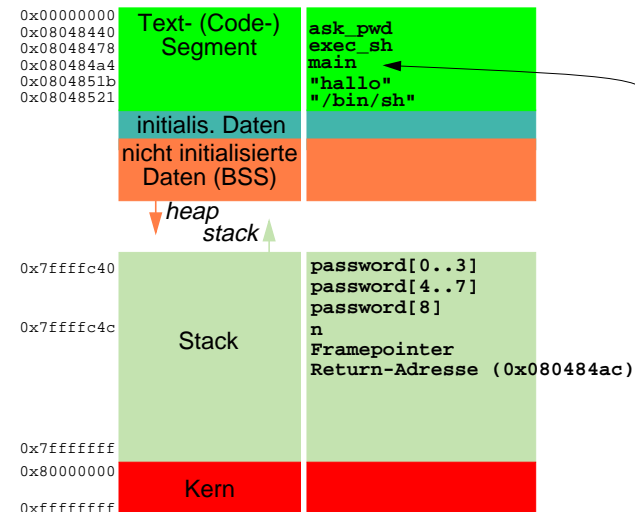 0x00000000
0x08048440
0x08048478
0x080484a4
0x0804851b
0x08048521
Text- (Code-)
Segment
ask_pwd
exec_sh
main
"hallo"
"/bin/sh"
initialis. Daten
nicht initialisierte
Daten (BSS)
heap
stack
0x7ffffc40
0x7ffffc4c
0x7fffffff
Stack
password[0..3]
password[4..7]
password[8]
n
Framepointer
Return-Adresse (0x080484ac)
0x80000000
0xffffffff
Kern